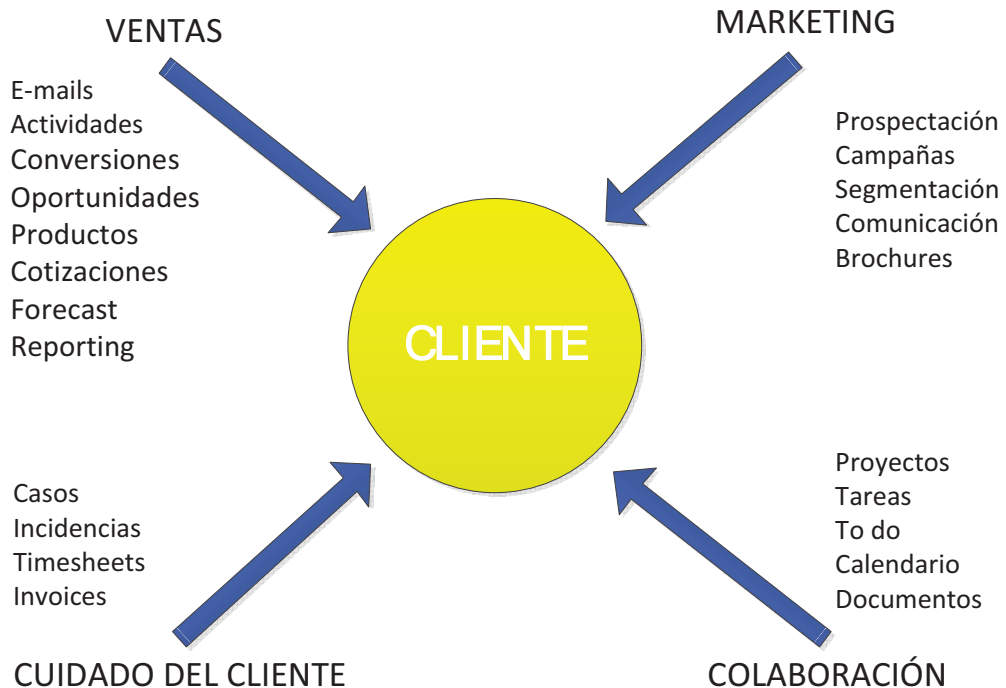 VENTAS
E-mails
Actividades
Conversiones
Oportunidades
Productos
Cotizaciones
Forecast
Reporting
MARKETING
Prospectación
Campañas
Segmentación
Comunicación
Brochures
CLIENTE
Casos
Incidencias
Timesheets
Invoices
CUIDADO DEL CLIENTE
Proyectos
Tareas
To do
Calendario
Documentos
COLABORACIÓN